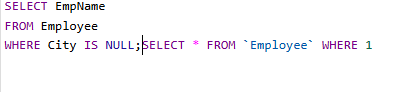 SELECT EmpName
FROM Employee
WHERE City IS NULL;SELECT * FROM `Employee` WHERE 1